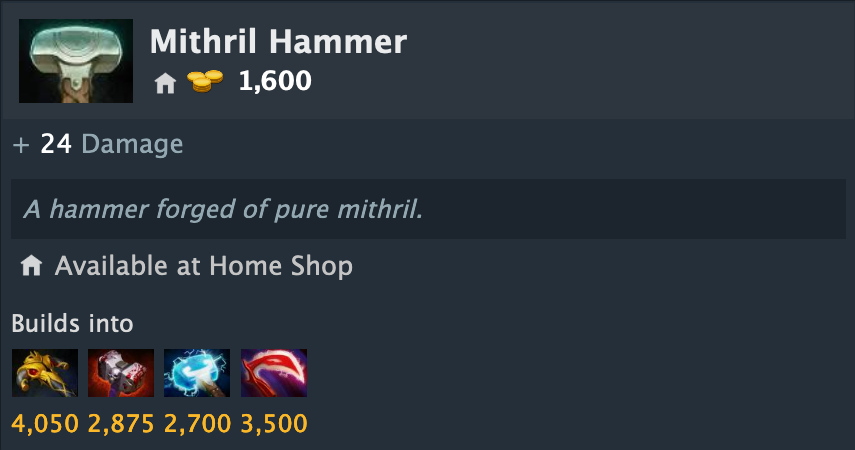 Mithril Hammer
1,600
+ 24 Damage
A hammer forged of pure mithril.
Available at Home Shop
Builds into
4,050 2,875 2,700 3,500